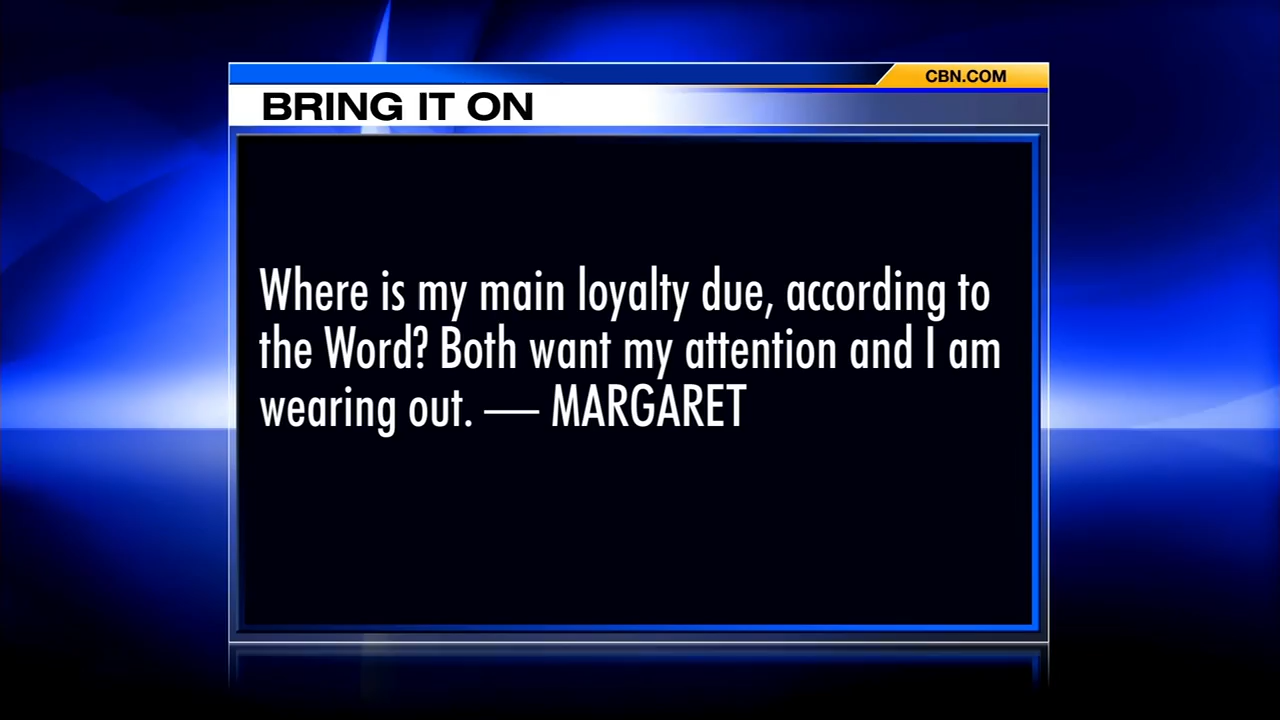 CBN.COM
BRING IT ON
Where is my main loyalty due, according to
the Word? Both want my attention and I am
wearing out. — MARGARET